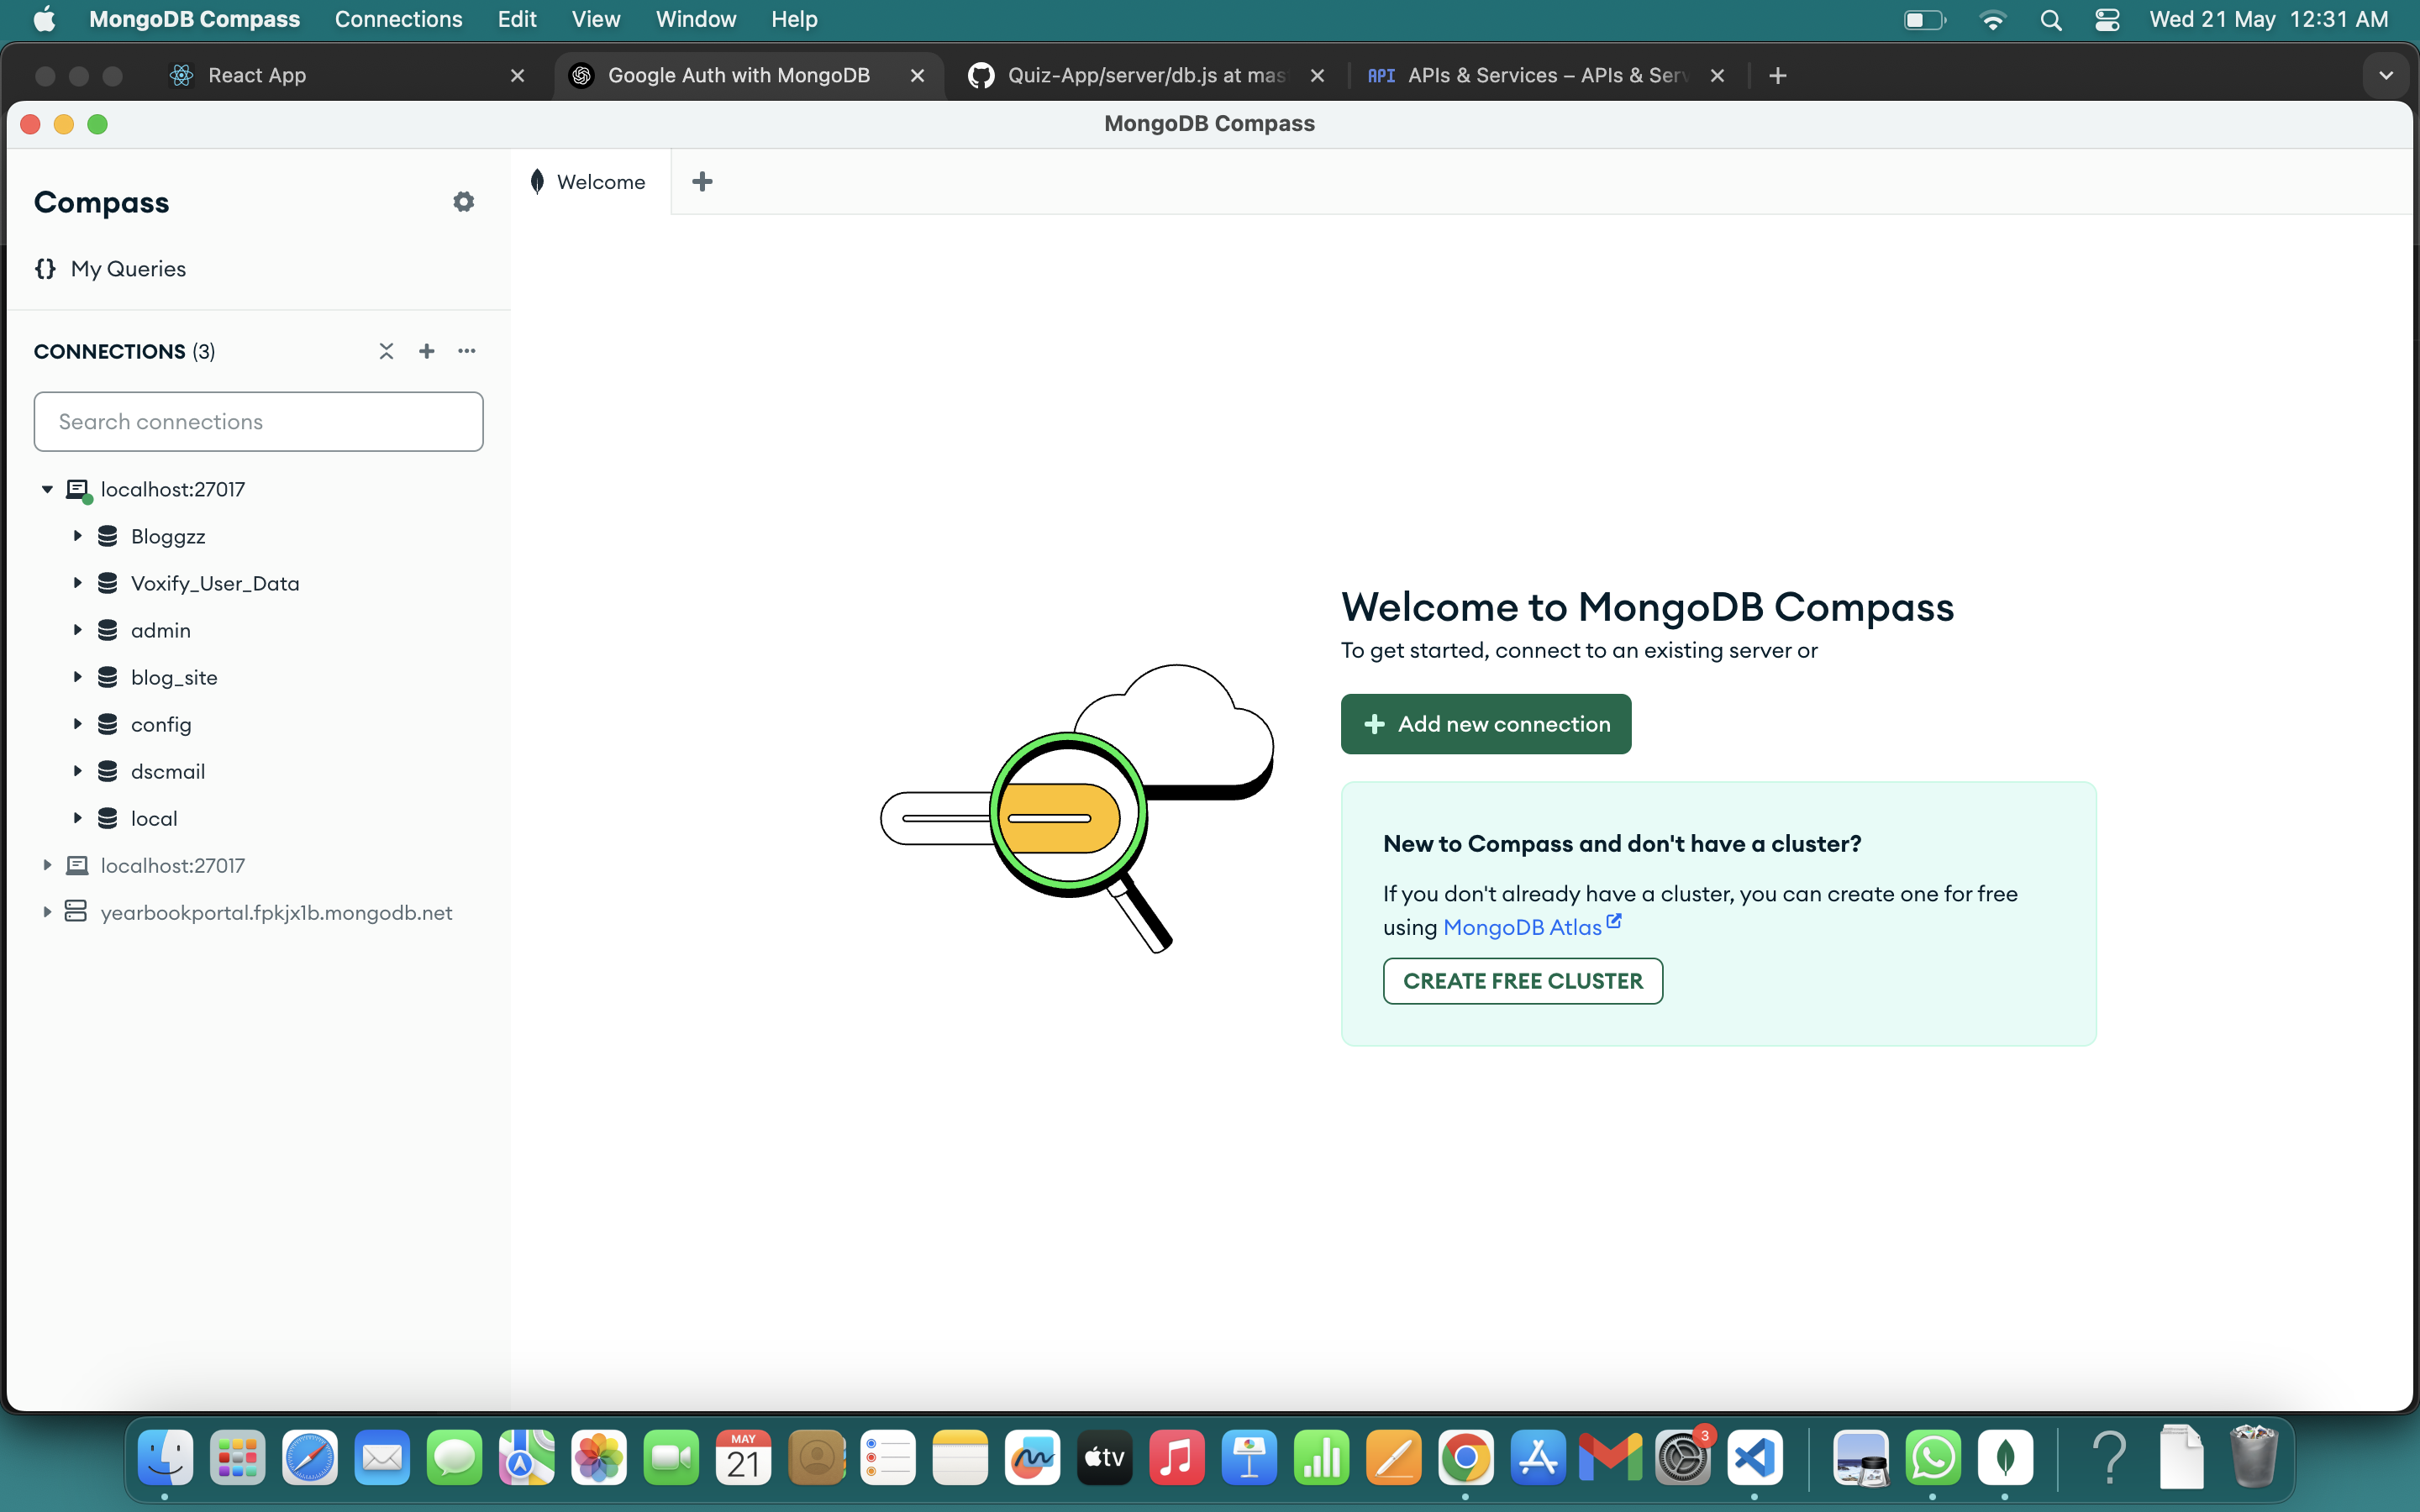 MongoDB Compass Connections Edit View Window Help Wed 21 May 12:31 AM
React App Google Auth with MongoDB Quiz-App/server/db.js at mas API APIs & Services – APIs & Serv
MongoDB Compass
Compass
Welcome
{} My Queries
CONNECTIONS (3)
Search connections
localhost:27017
Bloggzz
Voxify_User_Data
admin
blog_site
config
dscmail
local
localhost:27017
yearbookportal.fpkjx1b.mongodb.net
Welcome to MongoDB Compass
To get started, connect to an existing server or
Add new connection
New to Compass and don't have a cluster?
If you don't already have a cluster, you can create one for free
using MongoDB Atlas
CREATE FREE CLUSTER
MAY
21
tv
3